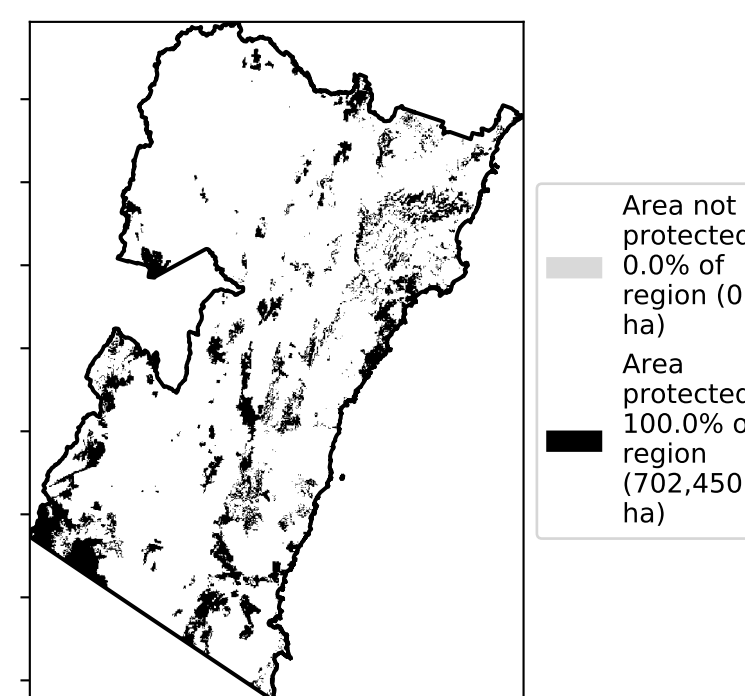 Area not
protected
0.0% of
region (0
ha)
Area
protected
100.0% o
region
(702,450
ha)